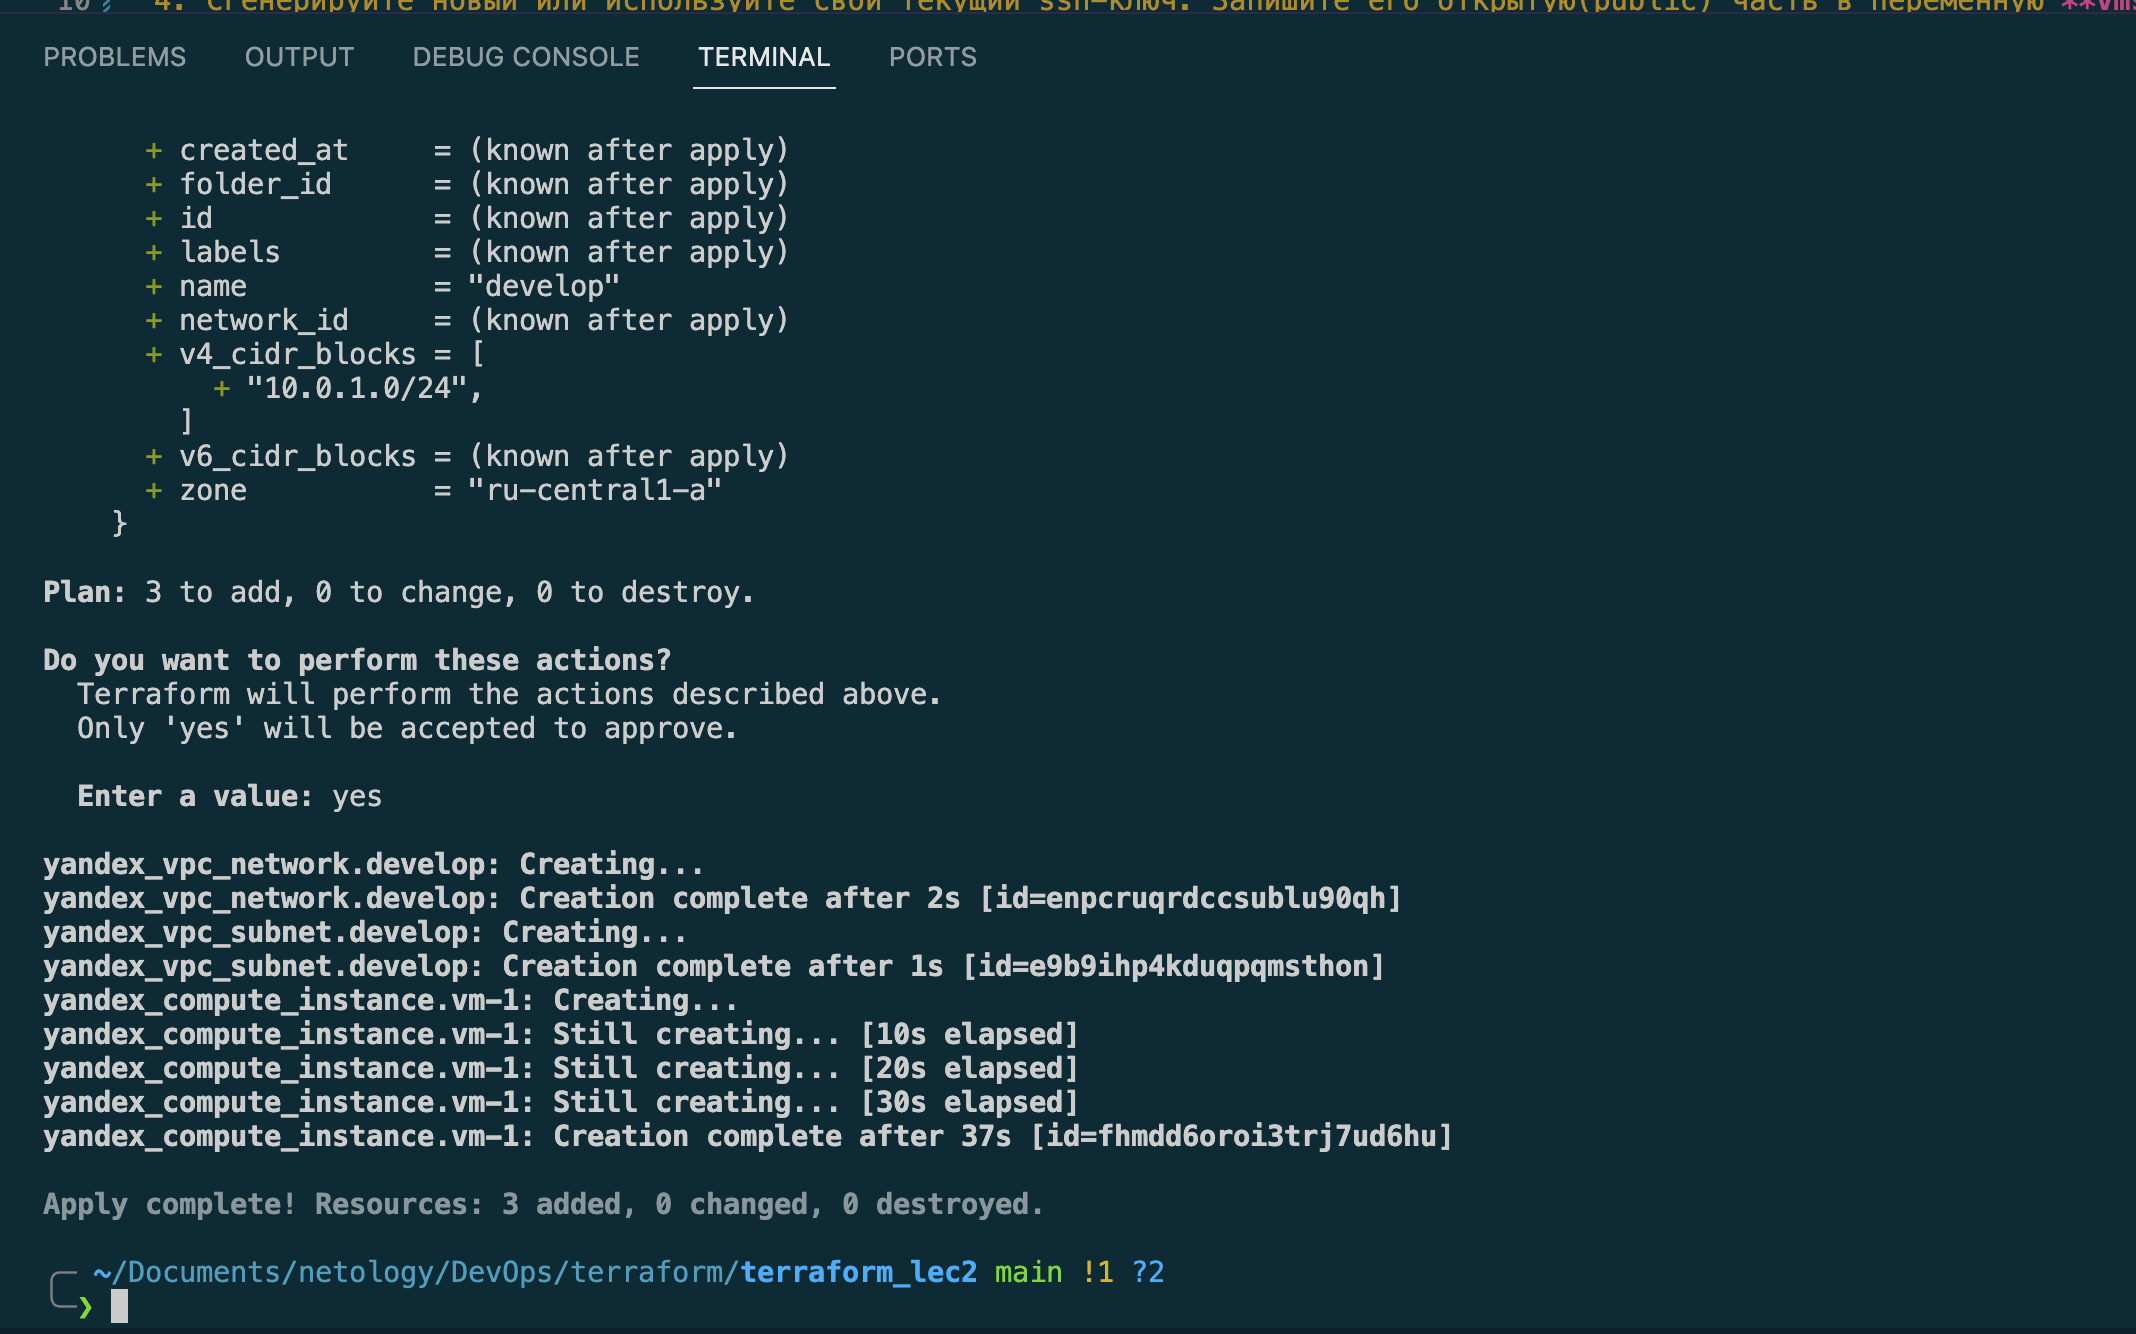 10 4. Сгенерируйте новый или используйте свой текущий ssh-ключ. Запишите его открытую(public) часть в переменную **vms
PROBLEMS OUTPUT DEBUG CONSOLE TERMINAL PORTS
+ created_at = (known after apply)
+ folder_id = (known after apply)
+ id = (known after apply)
+ labels = (known after apply)
+ name = "develop"
+ network_id = (known after apply)
+ v4_cidr_blocks = [
+ "10.0.1.0/24",
]
+ v6_cidr_blocks = (known after apply)
+ zone = "ru-central1-a"
}
Plan: 3 to add, 0 to change, 0 to destroy.
Do you want to perform these actions?
Terraform will perform the actions described above.
Only 'yes' will be accepted to approve.
Enter a value: yes
yandex_vpc_network.develop: Creating...
yandex_vpc_network.develop: Creation complete after 2s [id=enpcruqrdccsublu90qh]
yandex_vpc_subnet.develop: Creating...
yandex_vpc_subnet.develop: Creation complete after 1s [id=e9b9ihp4kduqpqmsthon]
yandex_compute_instance.vm-1: Creating...
yandex_compute_instance.vm-1: Still creating... [10s elapsed]
yandex_compute_instance.vm-1: Still creating... [20s elapsed]
yandex_compute_instance.vm-1: Still creating... [30s elapsed]
yandex_compute_instance.vm-1: Creation complete after 37s [id=fhmdd6oroi3trj7ud6hu]
Apply complete! Resources: 3 added, 0 changed, 0 destroyed.
~/Documents/netology/DevOps/terraform/terraform_lec2 main !1 ?2
❯